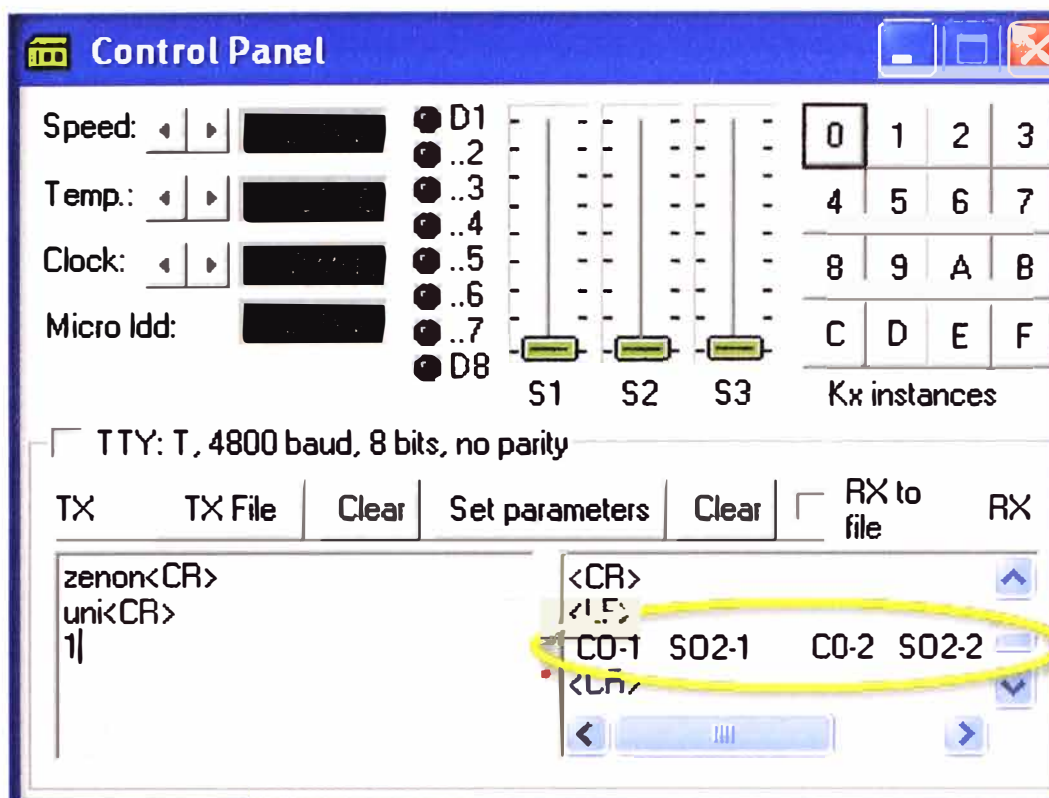 Control Panel
Speed:
Temp.:
Clock:
Micro Idd:
D1
..2
..3
..4
..5
..6
..7
D8
S1 S2 S3
0 1 2 3
4 5 6 7
8 9 A B
C D E F
Kx instances
TTY: T, 4800 baud, 8 bits, no parity
TX TX File Clear Set parameters Clear RX to file RX
zenon<CR>
uni<CR>
1
<CR>
<LF>
CO-1 SO2-1 CO-2 SO2-2